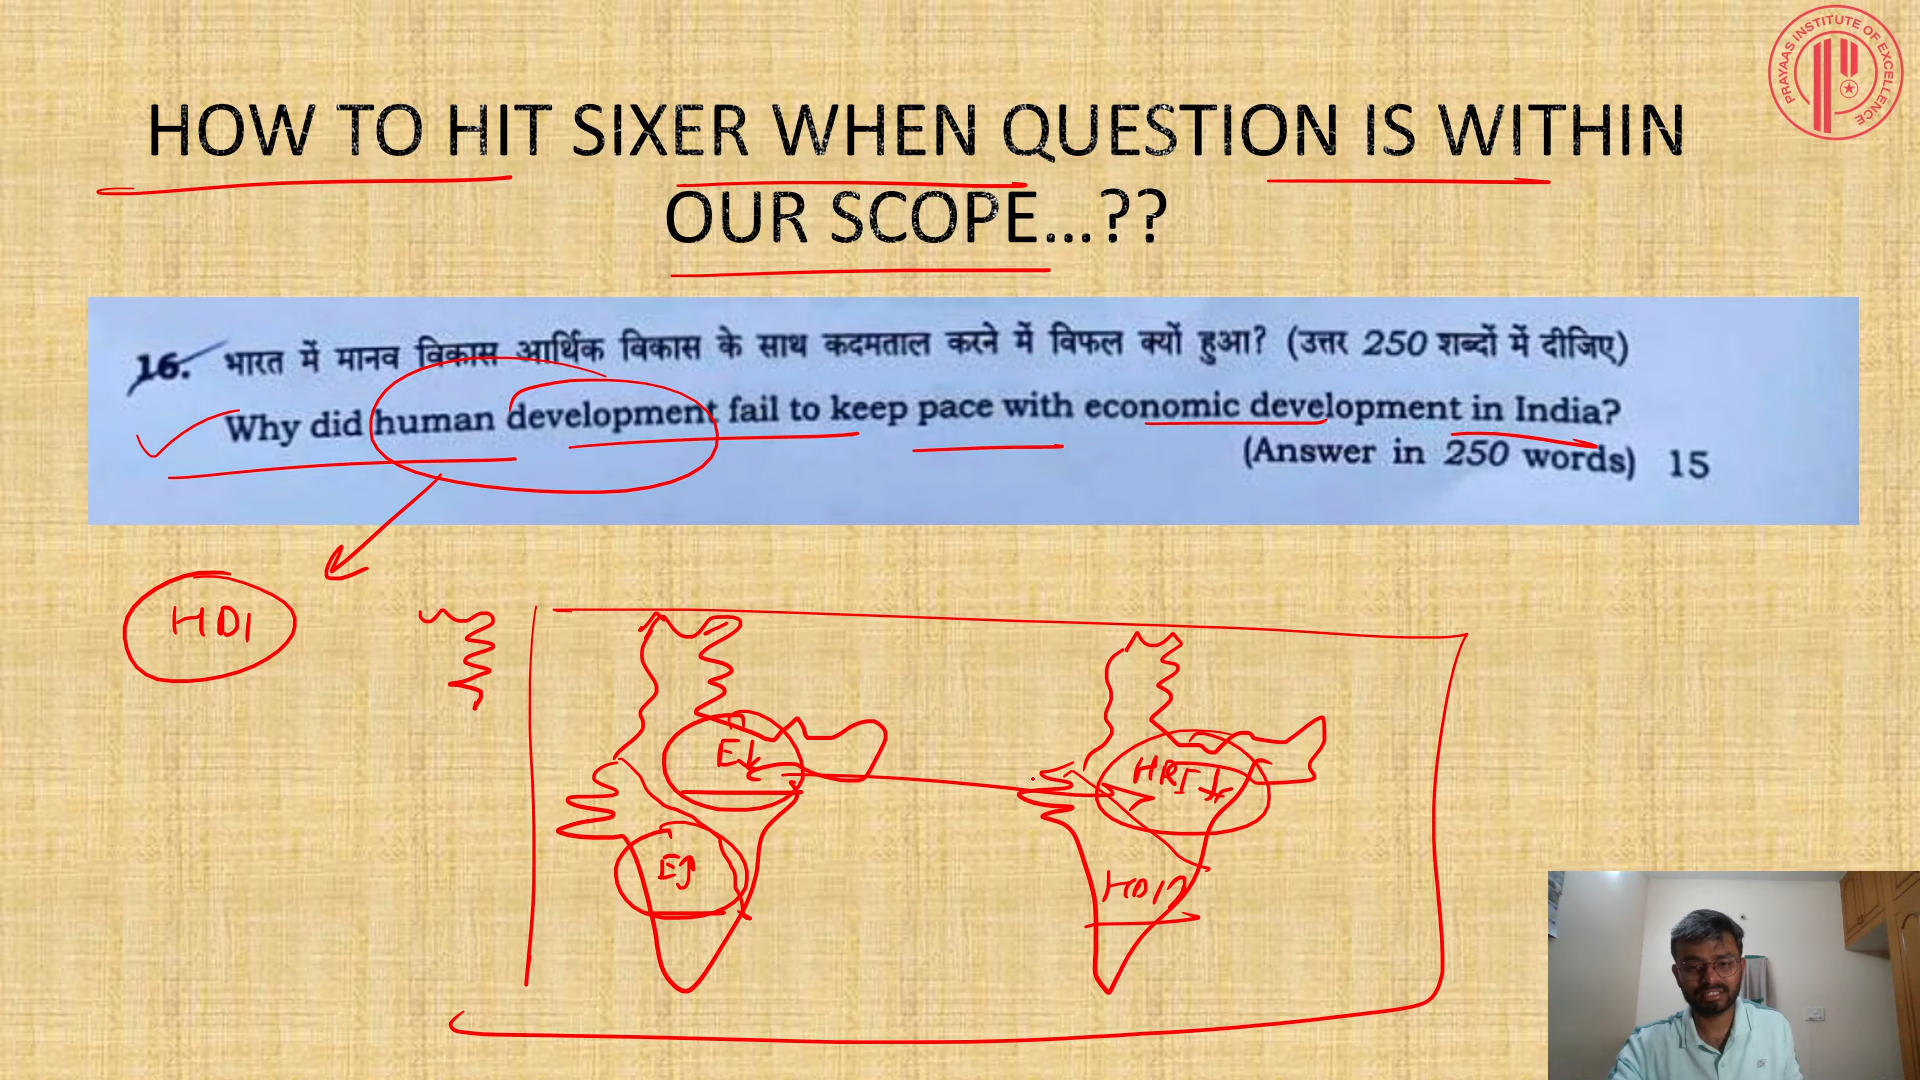 PRAYAAS INSTITUTE OF EXCELLENCE
HOW TO HIT SIXER WHEN QUESTION IS WITHIN
OUR SCOPE...??
16. भारत में मानव विकास आर्थिक विकास के साथ कदमताल करने में विफल क्यों हुआ? (उत्तर 250 शब्दों में दीजिए)
Why did human development fail to keep pace with economic development in India?
(Answer in 250 words) 15
HDI
E↓
E↑
HDI